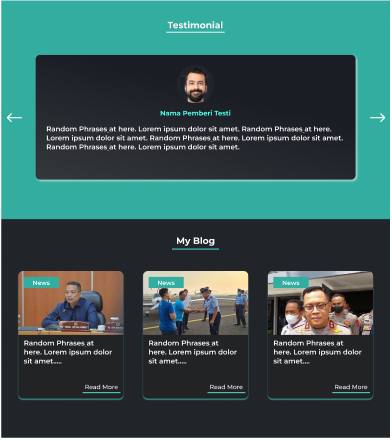 Testimonial
Nama Pemberi Testi
Random Phrases at here. Lorem ipsum dolor sit amet. Random Phrases at here.
Lorem ipsum dolor sit amet. Random Phrases at here. Lorem ipsum dolor sit amet.
Random Phrases at here. Lorem ipsum dolor sit amet.
My Blog
News
Random Phrases at
here. Lorem ipsum dolor
sit amet.....
Read More
News
Random Phrases at
here. Lorem ipsum dolor
sit amet.....
Read More
News
Random Phrases at
here. Lorem ipsum dolor
sit amet....
Read More